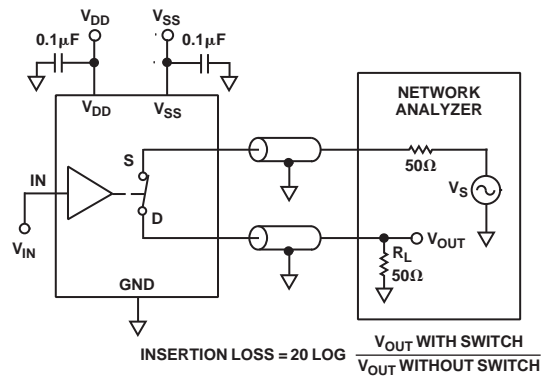 VDD
VSS
0.1μF
0.1μF
VDD
VSS
NETWORK
ANALYZER
S
50Ω
VS
IN
D
VOUT
VIN
RL
50Ω
GND
INSERTION LOSS = 20 LOG VOUT WITH SWITCH
VOUT WITHOUT SWITCH